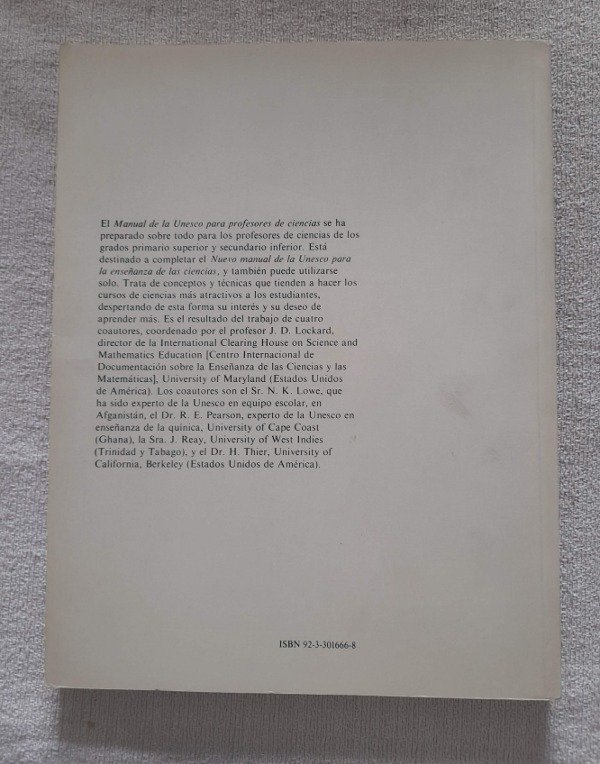 El Manual de la Unesco para profesores de ciencias se ha
preparado sobre todo para los profesores de ciencias de los
grados primario superior y secundario inferior. Está
destinado a completar el Nuevo manual de la Unesco para
la enseñanza de las ciencias, y también puede utilizarse
solo. Trata de conceptos y técnicas que tienden a hacer los
cursos de ciencias más atractivos a los estudiantes,
despertando de esta forma su interés y su deseo de
aprender más. Es el resultado del trabajo de cuatro
coautores, coordenado por el profesor J. D. Lockard,
director de la International Clearing House on Science and
Mathematics Education [Centro Internacional de
Documentación sobre la Enseñanza de las Ciencias y las
Matemáticas], University of Maryland (Estados Unidos
de América). Los coautores son el Sr. N. K. Lowe, que
ha sido experto de la Unesco en equipo escolar, en
Afganistán, el Dr. R. E. Pearson, experto de la Unesco en
enseñanza de la química, University of Cape Coast
(Ghana), la Sra. J. Reay, University of West Indies
(Trinidad y Tabago), y el Dr. H. Thier, University of
California, Berkeley (Estados Unidos de América).
ISBN 92-3-301666-8